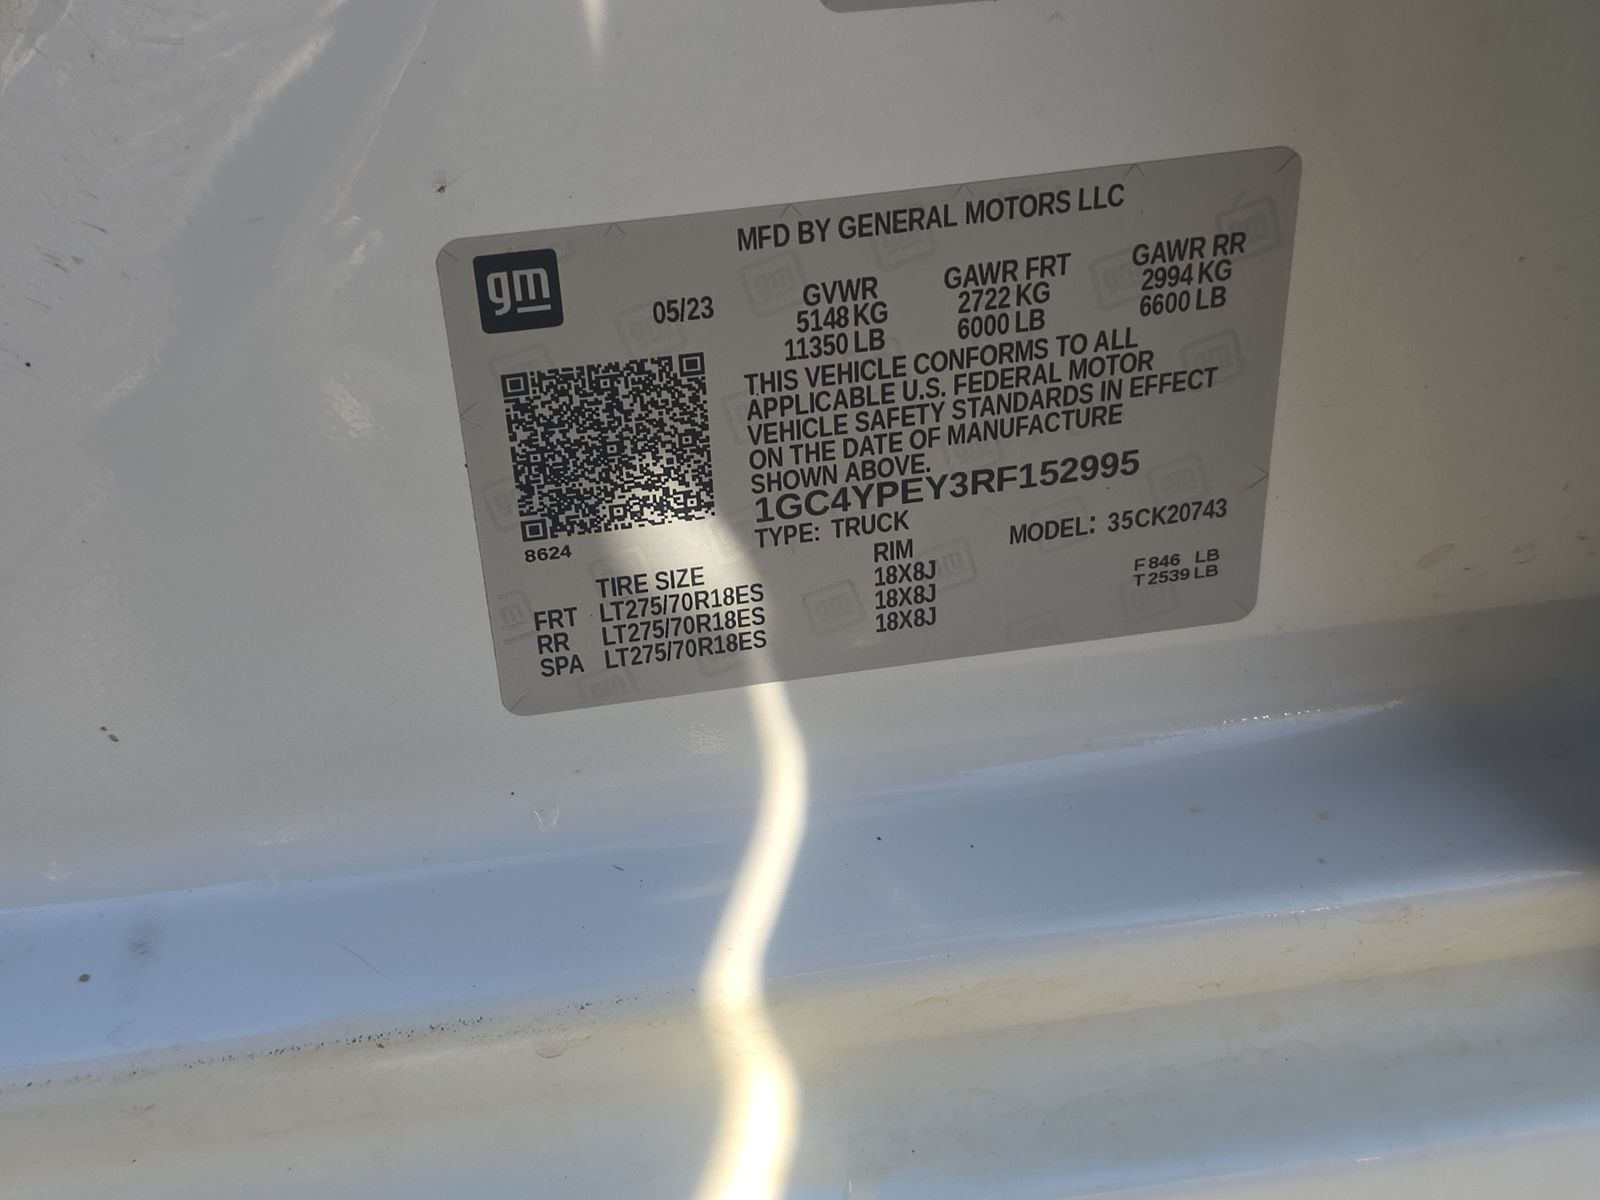 MFD BY GENERAL MOTORS LLC
gm
05/23
GVWR
5148 KG
11350 LB
GAWR FRT
2722 KG
6000 LB
GAWR RR
2994 KG
6600 LB
THIS VEHICLE CONFORMS TO ALL
APPLICABLE U.S. FEDERAL MOTOR
VEHICLE SAFETY STANDARDS IN EFFECT
ON THE DATE OF MANUFACTURE
SHOWN ABOVE.
1GC4YPEY3RF152995
TYPE: TRUCK
MODEL: 35CK20743
8624
TIRE SIZE RIM
FRT LT275/70R18ES 18X8J
RR LT275/70R18ES 18X8J
SPA LT275/70R18ES 18X8J
F 846 LB
T 2539 LB